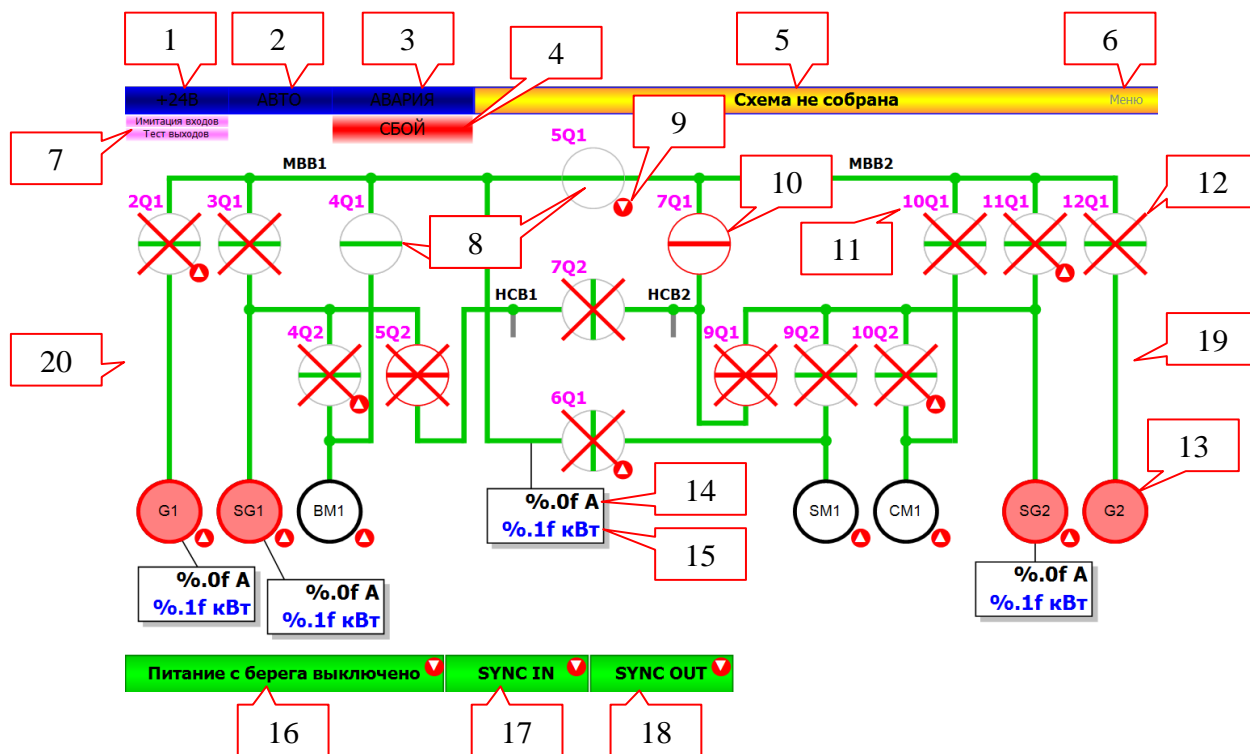 1
2
3
4
5
6
+24В
АВТО
АВАРИЯ
Схема не собрана
Меню
Имитация входов
Тест выходов
СБОЙ
7
9
5Q1
МВВ1
МВВ2
10
12
2Q1
3Q1
4Q1
7Q1
10Q1
11Q1
12Q1
8
11
7Q2
НСВ1
НСВ2
4Q2
5Q2
9Q1
9Q2
10Q2
20
19
6Q1
13
G1
SG1
BM1
%.0f А
%.1f кВт
14
15
SM1
CM1
SG2
G2
%.0f А
%.1f кВт
%.0f А
%.1f кВт
%.0f А
%.1f кВт
Питание с берега выключено
SYNC IN
SYNC OUT
16
17
18